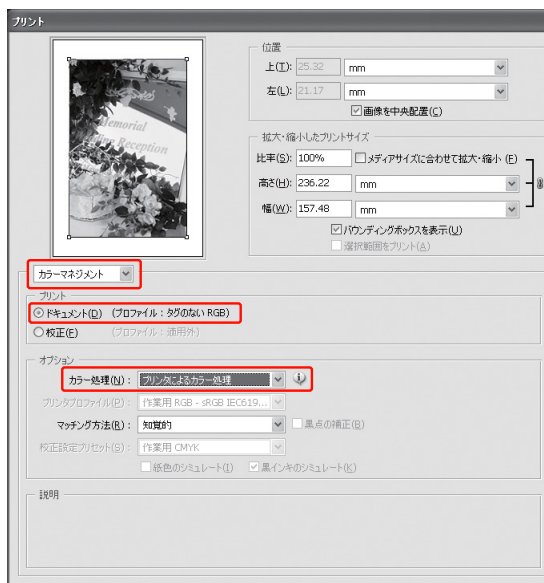 プリント
位置
上(T): 25.32 mm
左(L): 21.17 mm
画像を中央配置(C)
拡大・縮小したプリントサイズ
比率(S): 100% メディアサイズに合わせて拡大・縮小 (F)
高さ(H): 236.22 mm
幅(W): 157.48 mm
バウンディングボックスを表示(U)
選択範囲をプリント(A)
Memorial
Reception
カラーマネジメント
プリント
ドキュメント(D) (プロファイル : タグのない RGB)
校正(F) (プロファイル : 適用外)
オプション
カラー処理(N) : プリンタによるカラー処理
プリンタプロファイル(P) : 作業用 RGB - sRGB IEC619...
マッチング方法(R) : 知覚的 黒点の補正(B)
校正設定プリセット(S) : 作業用 CMYK
紙色のシミュレート(I) 黒インキのシミュレート(K)
説明